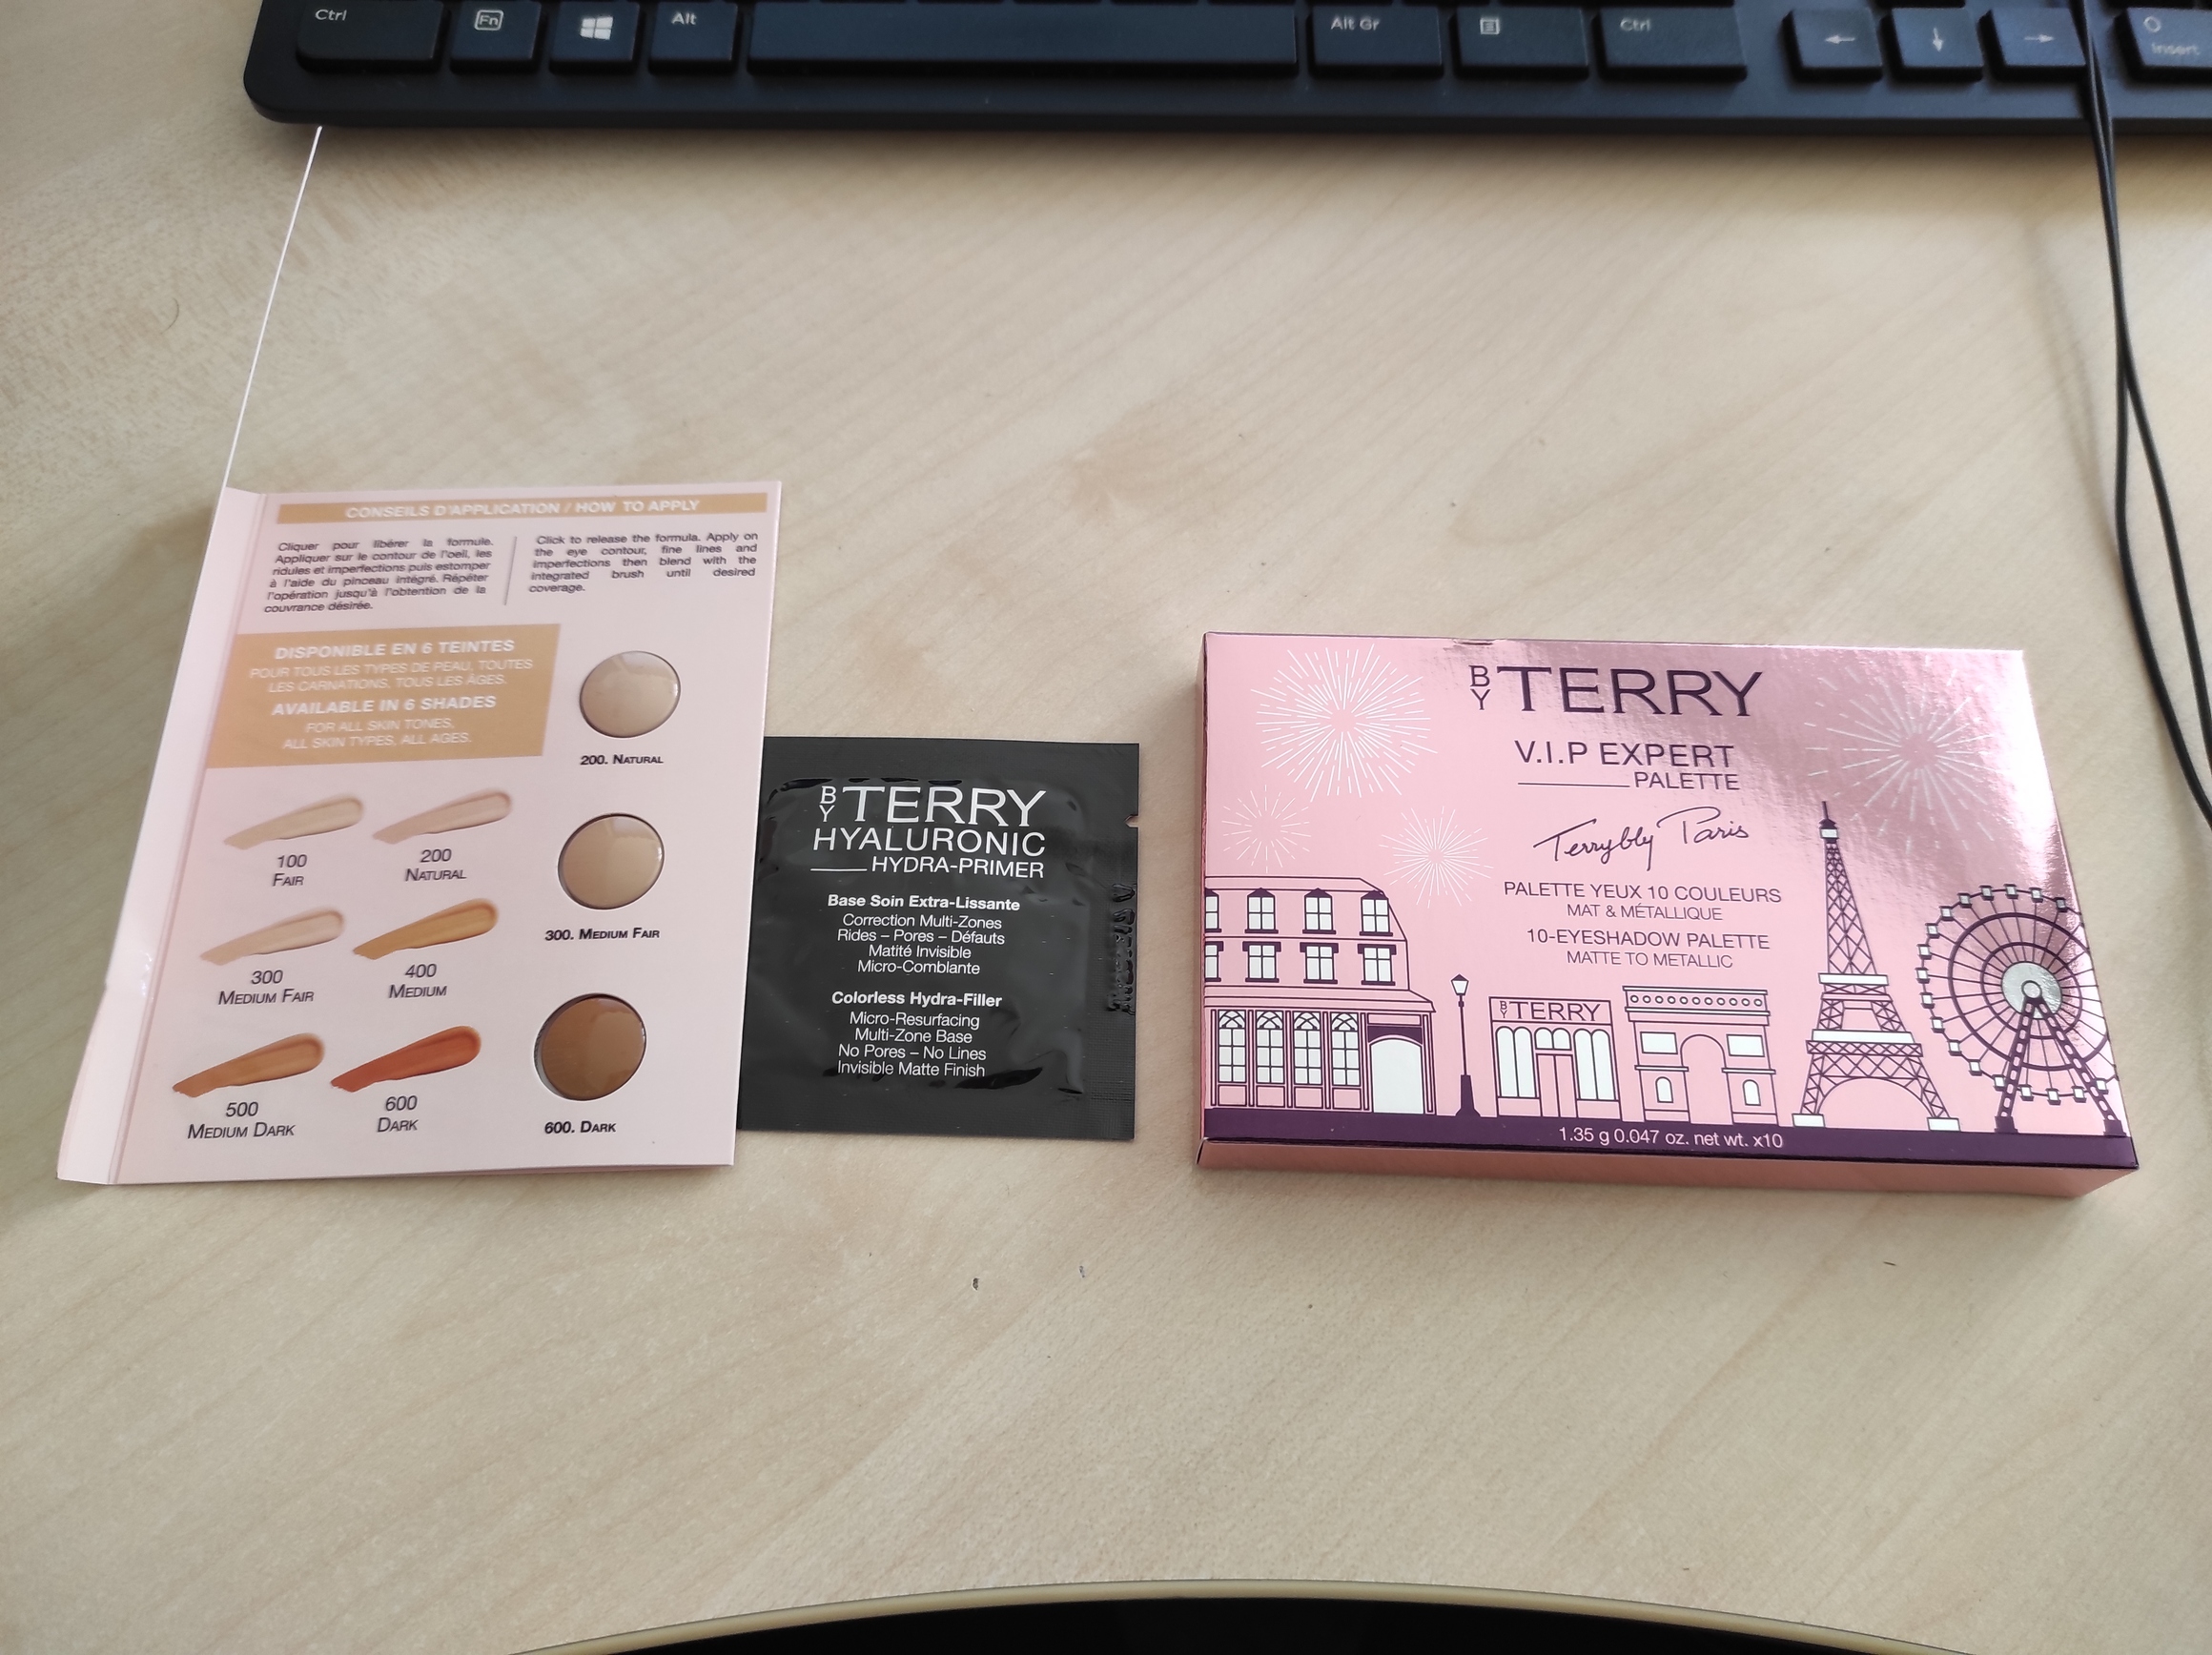 Ctrl
Fn
Alt
Alt Gr
Ctrl
Insert
CONSEILS D'APPLICATION / HOW TO APPLY
Cliquer pour libérer la formule.
Appliquer sur le contour de l'oeil, les
ridules et imperfections puis estomper
à l'aide du pinceau intégré. Répéter
l'opération jusqu'à l'obtention de la
couvrance désirée.
Click to release the formula. Apply on
the eye contour, fine lines and
imperfections then blend with the
integrated brush until desired
coverage.
DISPONIBLE EN 6 TEINTES
POUR TOUS LES TYPES DE PEAU, TOUTES
LES CARNATIONS, TOUS LES ÂGES.
AVAILABLE IN 6 SHADES
FOR ALL SKIN TONES,
ALL SKIN TYPES, ALL AGES.
200. NATURAL
300. MEDIUM FAIR
600. DARK
100
FAIR
200
NATURAL
300
MEDIUM FAIR
400
MEDIUM
500
MEDIUM DARK
600
DARK
BY TERRY
HYALURONIC
HYDRA-PRIMER
Base Soin Extra-Lissante
Correction Multi-Zones
Rides – Pores – Défauts
Matité Invisible
Micro-Comblante
Colorless Hydra-Filler
Micro-Resurfacing
Multi-Zone Base
No Pores – No Lines
Invisible Matte Finish
BY TERRY
V.I.P EXPERT
PALETTE
Terrybly Paris
PALETTE YEUX 10 COULEURS
MAT & MÉTALLIQUE
10-EYESHADOW PALETTE
MATTE TO METALLIC
BY TERRY
1.35 g 0.047 oz. net wt. x10